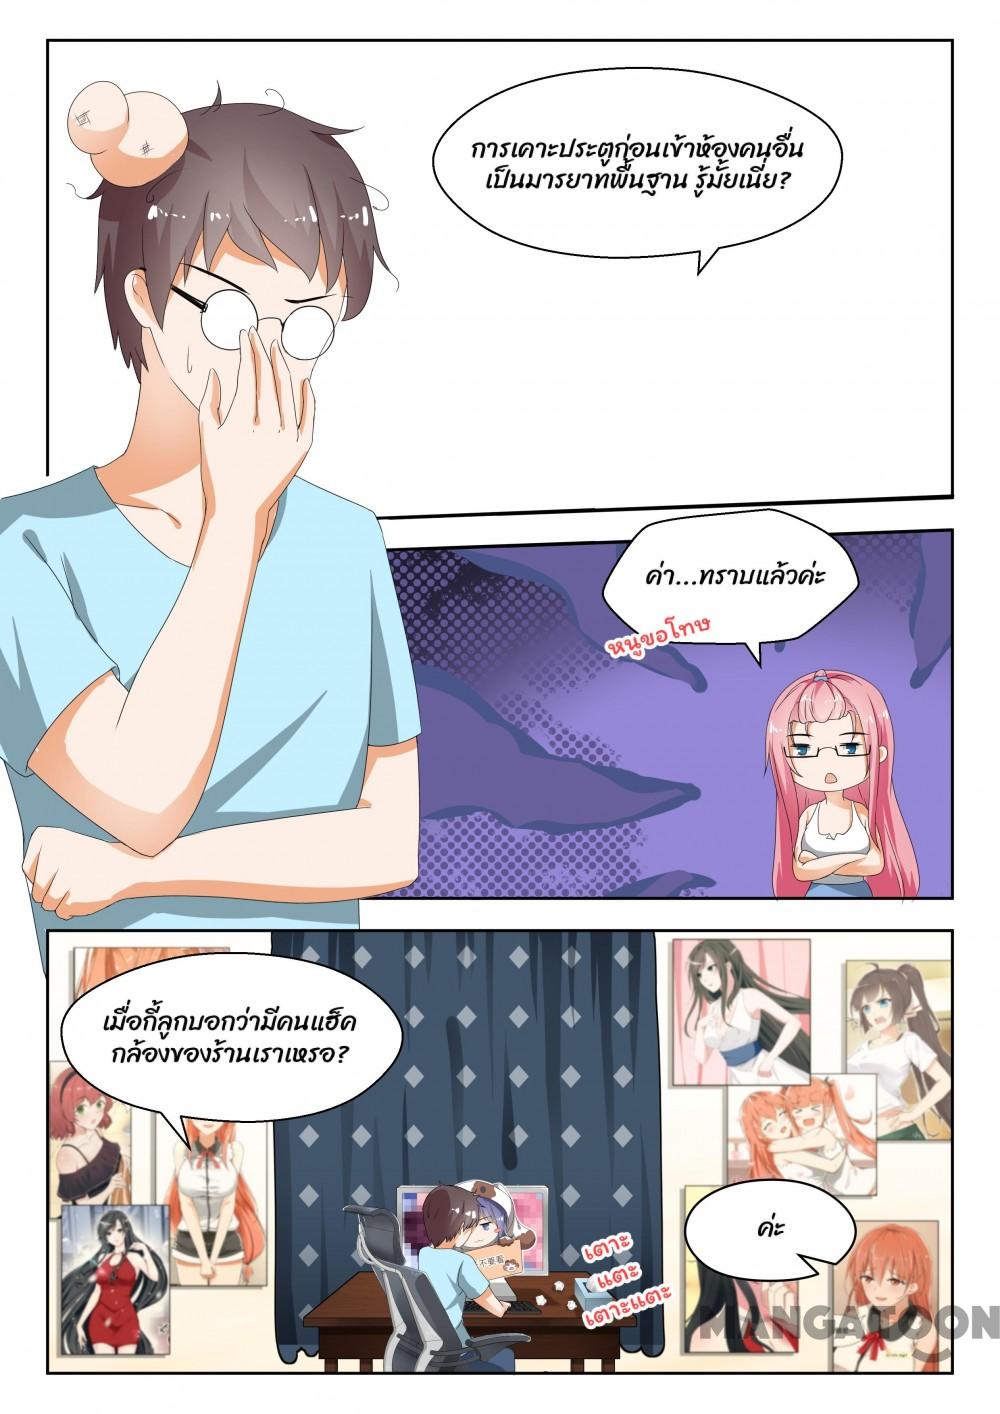 การเคาะประตูก่อนเข้าห้องคนอื่น
เป็นมารยาทพื้นฐาน รู้มั้ยเนี่ย?
ค่า...ทราบแล้วค่ะ
หนูขอโทษ
เมื่อกี้ลูกบอกว่ามีคนแฮ็ค
กล้องของร้านเราเหรอ?
ค่ะ
不要看
เตาะ
แตะ
เตาะแตะ
MANGATOON